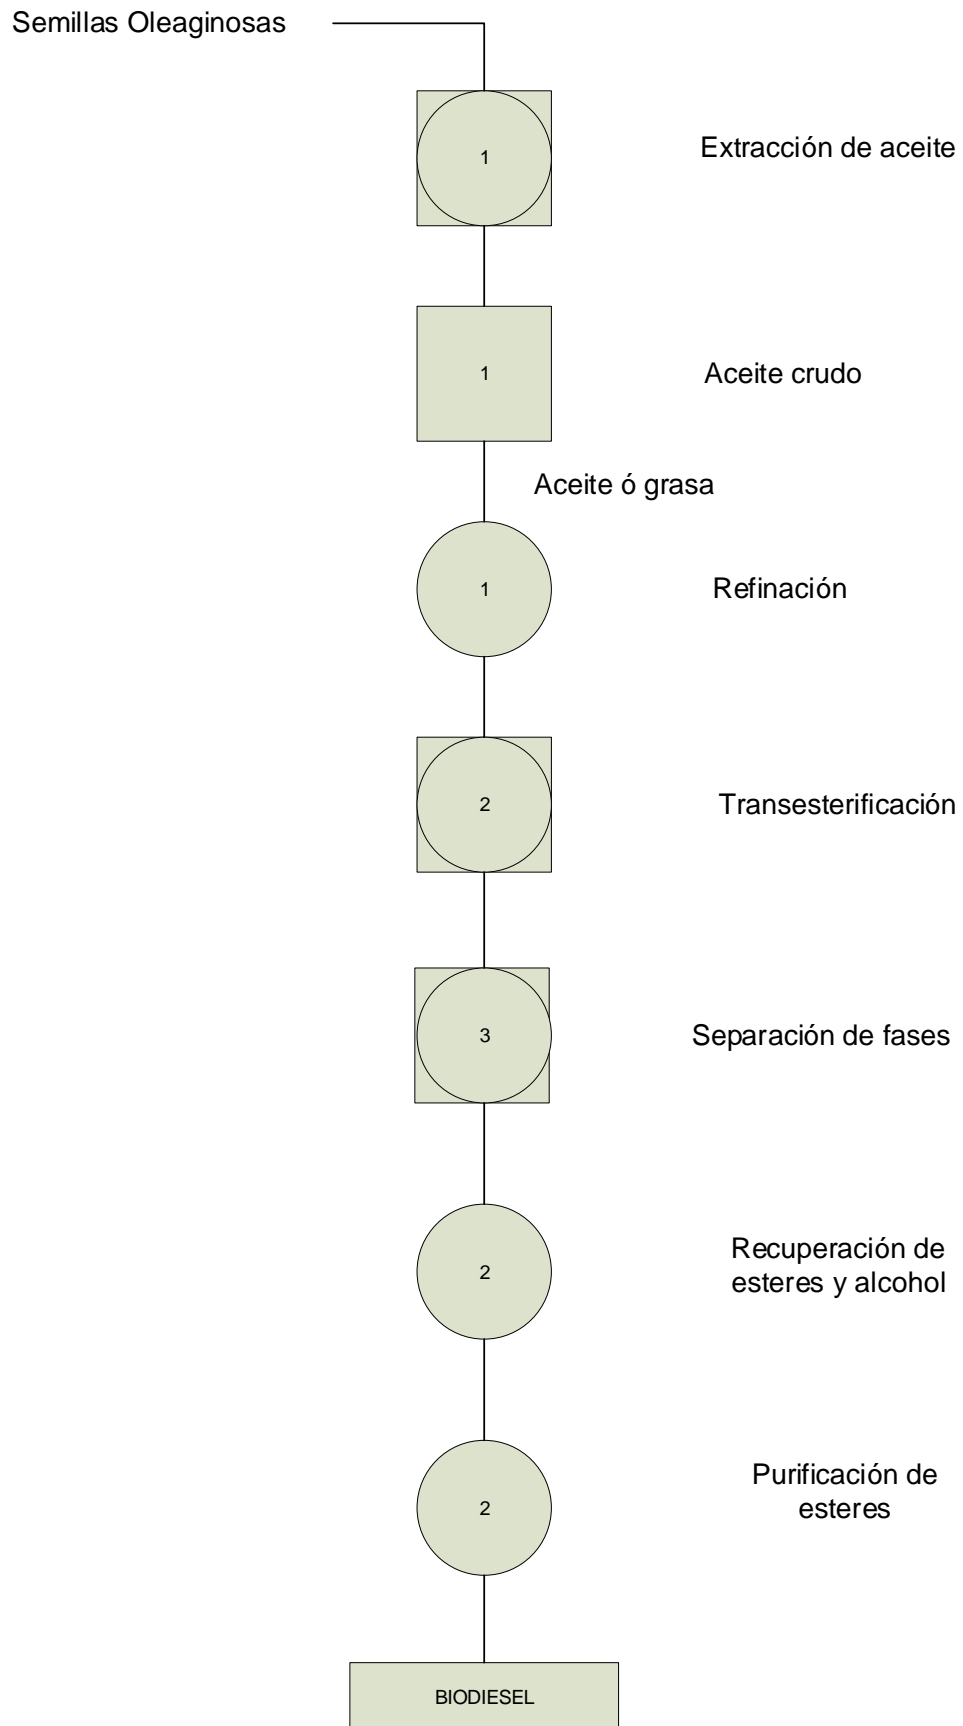 Semillas Oleaginosas
1
Extracción de aceite
1
Aceite crudo
Aceite ó grasa
1
Refinación
2
Transesterificación
3
Separación de fases
2
Recuperación de
esteres y alcohol
2
Purificación de
esteres
BIODIESEL